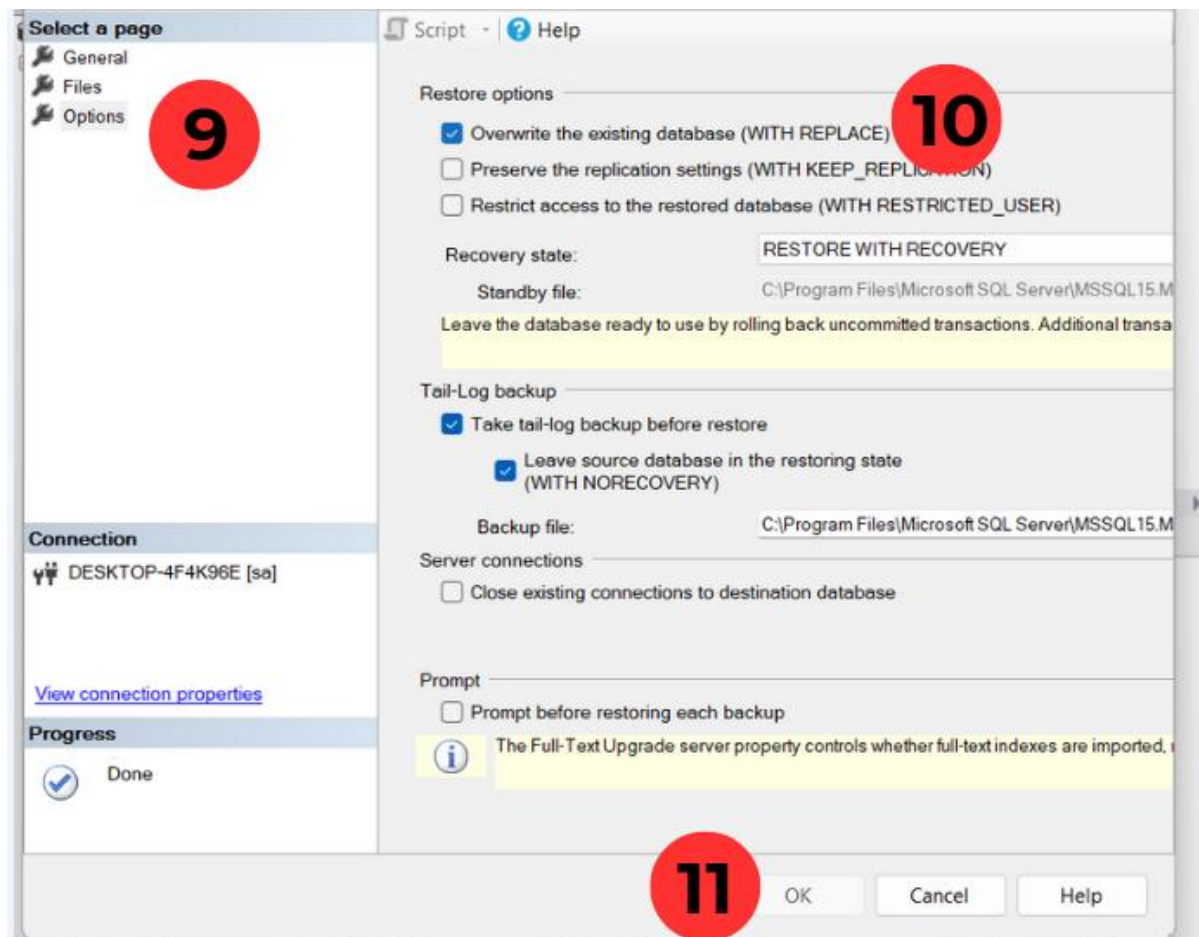 Select a page
General
Files
Options
9
Script
Help
Restore options
10
Overwrite the existing database (WITH REPLACE)
Preserve the replication settings (WITH KEEP_REPLICATION)
Restrict access to the restored database (WITH RESTRICTED_USER)
Recovery state:
RESTORE WITH RECOVERY
Standby file:
C:\Program Files\Microsoft SQL Server\MSSQL15.M
Leave the database ready to use by rolling back uncommitted transactions. Additional transa
Tail-Log backup
Take tail-log backup before restore
Leave source database in the restoring state
(WITH NORECOVERY)
Backup file:
C:\Program Files\Microsoft SQL Server\MSSQL15.M
Server connections
Close existing connections to destination database
Prompt
Prompt before restoring each backup
The Full-Text Upgrade server property controls whether full-text indexes are imported,
Connection
DESKTOP-4F4K96E [sa]
View connection properties
Progress
Done
11
OK
Cancel
Help